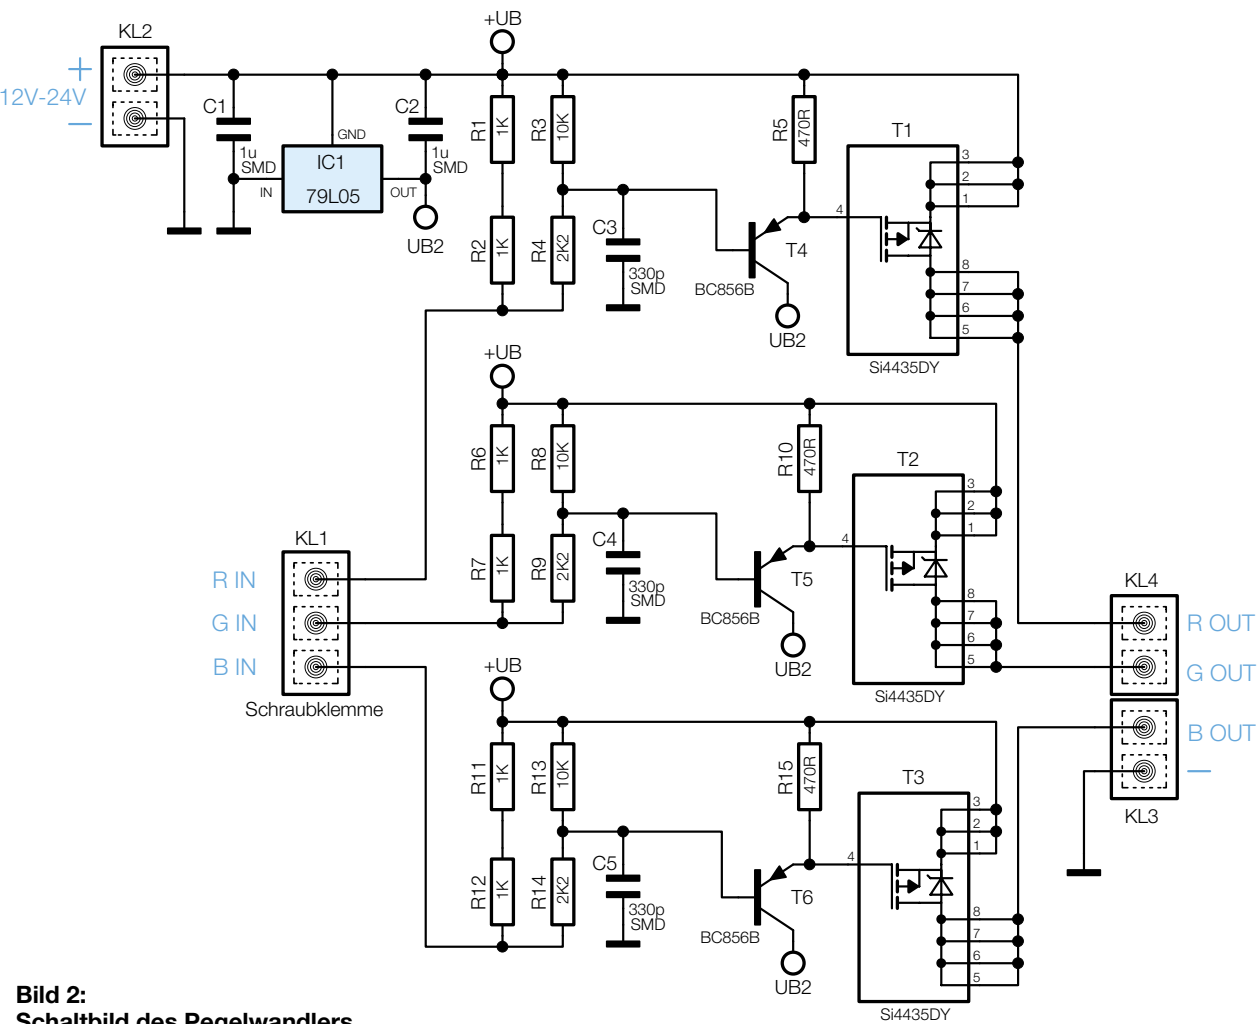 +UB
KL2
+
12V-24V
—
C1
1u
SMD
GND
IC1
79L05
IN
OUT
C2
1u
SMD
UB2
R1
1K
R3
10K
R2
1K
R4
2K2
C3
330p
SMD
R5
470R
T4
BC856B
UB2
T1
4
3
2
1
8
7
6
5
Si4435DY
+UB
R6
1K
R8
10K
R7
1K
R9
2K2
C4
330p
SMD
R10
470R
T5
BC856B
UB2
T2
4
3
2
1
8
7
6
5
Si4435DY
KL1
R IN
G IN
B IN
Schraubklemme
KL4
R OUT
G OUT
B OUT
—
KL3
+UB
R11
1K
R13
10K
R12
1K
R14
2K2
C5
330p
SMD
R15
470R
T6
BC856B
UB2
T3
4
3
2
1
8
7
6
5
Si4435DY
Bild 2:
Schaltbild des Pegelwandlers